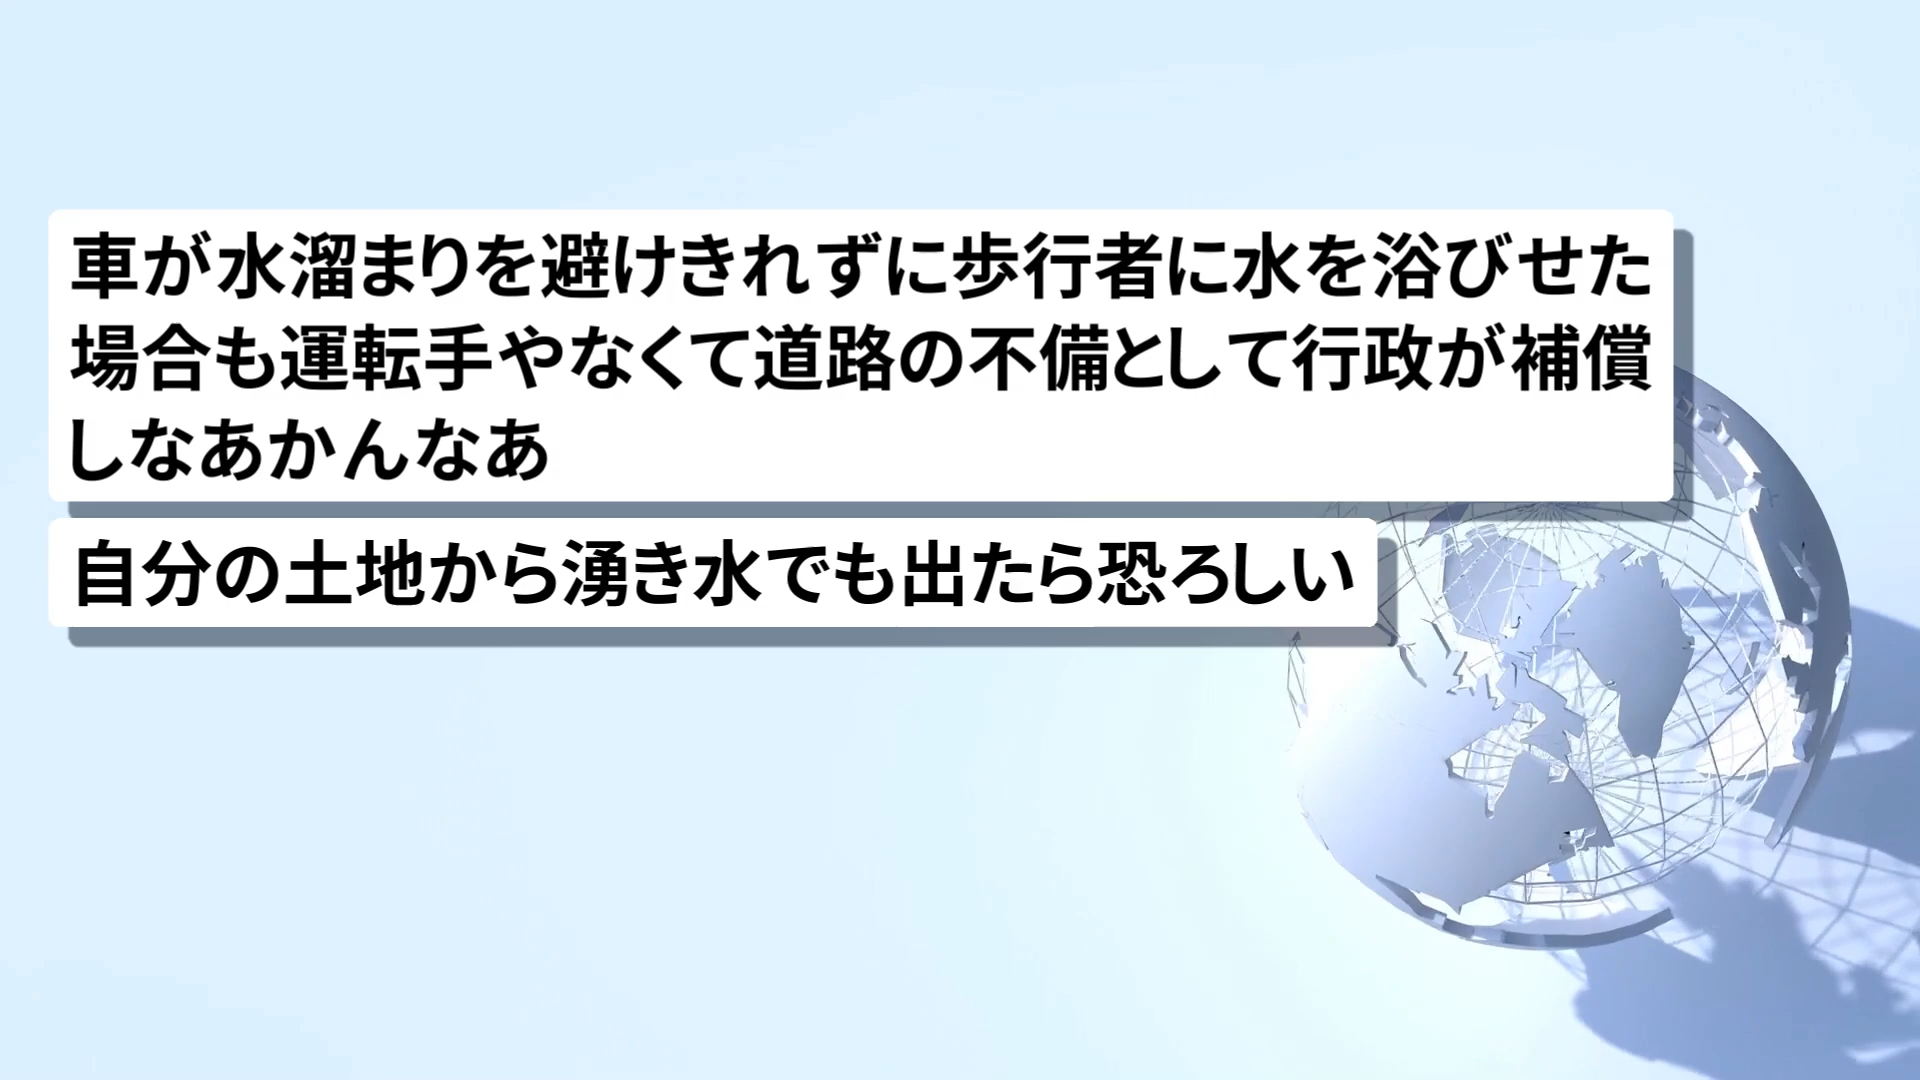 車が水溜まりを避けきれずに歩行者に水を浴びせた
場合も運転手やなくて道路の不備として行政が補償
しなあかんなあ
自分の土地から湧き水でも出たら恐ろしい